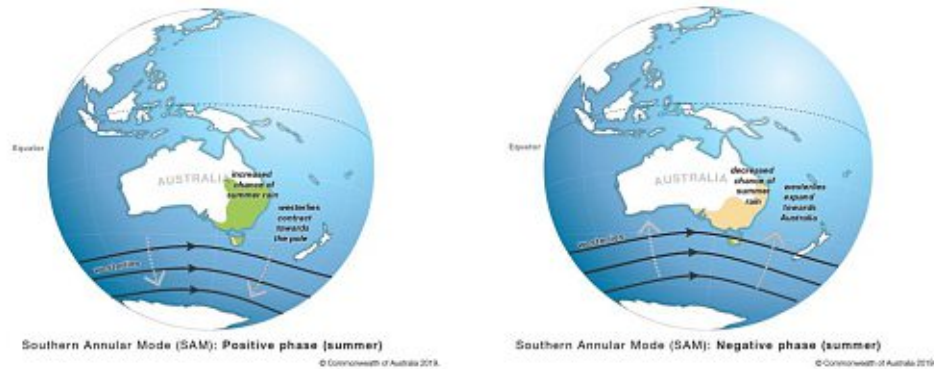 Equator
AUSTRALIA
increased
chance of
summer rain
westerlies
contract
towards
the pole
westerlies
Southern Annular Mode (SAM): Positive phase (summer)
© Commonwealth of Australia 2019.
Equator
AUSTRALIA
decreased
chance of
summer
rain
westerlies
expand
towards
Australia
westerlies
Southern Annular Mode (SAM): Negative phase (summer)
© Commonwealth of Australia 2019